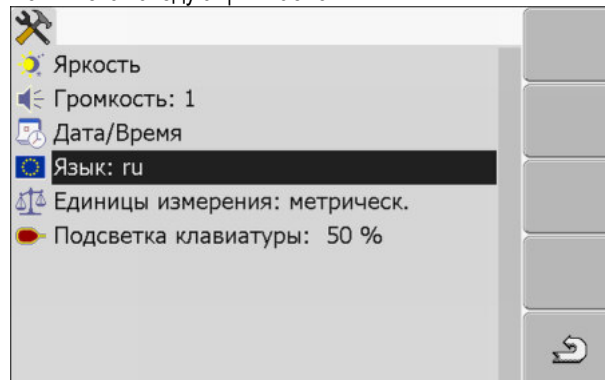 Яркость
Громкость: 1
Дата/Время
Язык: ru
Единицы измерения: метрическ.
Подсветка клавиатуры: 50 %